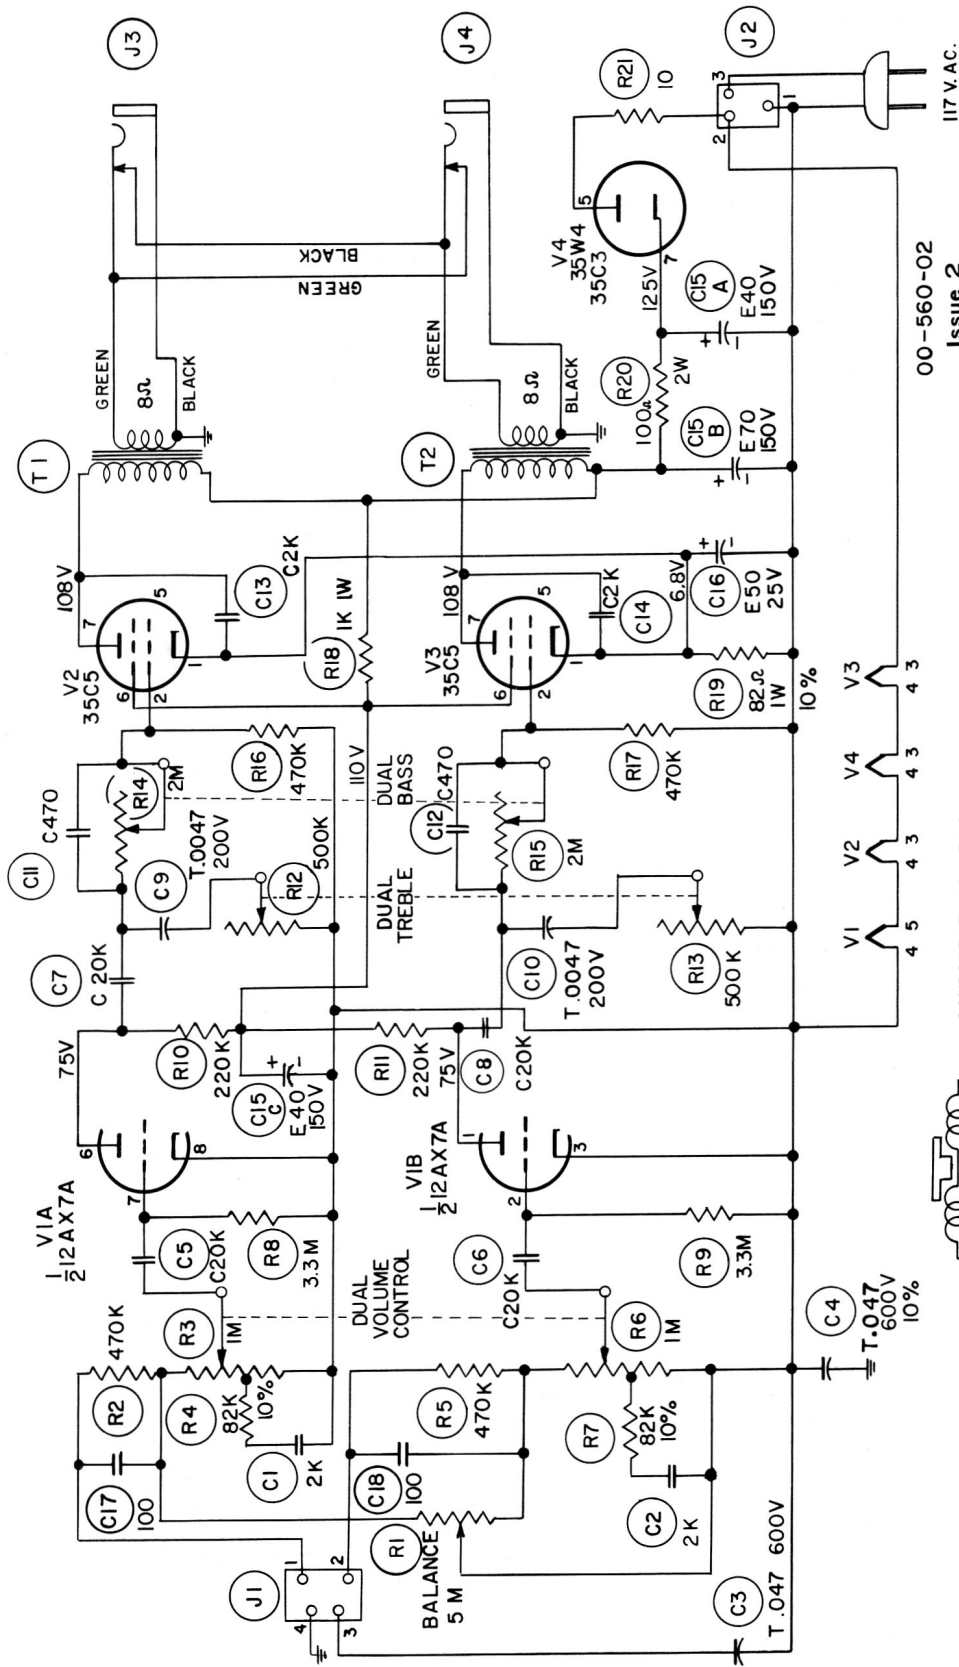 J1
1
2
3
4
C17
100
R2
470K
R3
1M
R4
82K
10%
C1
2K
C18
100
R5
470K
R1
BALANCE
5 M
R6
1M
R7
82K
10%
C2
2K
C3
T.047 600V
C4
T.047
600V
10%
DUAL
VOLUME
CONTROL
V1A
1/2 12AX7A
6
7
8
C5
C20K
R8
3.3M
75V
V1B
1/2 12AX7A
1
2
3
C6
C20K
R9
3.3M
75V
R10
220K
C15
C
E40
150V
R11
220K
C8
C20K
C7
C 20K
C9
T.0047
200V
R12
500K
C10
T.0047
200V
R13
500K
DUAL
TREBLE
C11
C470
R14
2M
C12
C470
R15
2M
DUAL
BASS
R16
470K
110V
R17
470K
V2
35C5
6
2
7
5
1
108V
C13
C2K
R18
1K 1W
V3
35C5
6
2
7
5
1
108V
C2K
C14
6.8V
R19
82Ω
1W
10%
C16
E50
25V
+
-
T1
GREEN
8Ω
BLACK
T2
GREEN
8Ω
BLACK
GREEN
BLACK
J3
J4
R20
100Ω
2W
C15
B
E70
150V
C15
A
E40
150V
125V
V4
35W4
35C3
5
7
R21
10
J2
1
2
3
117 V. AC.
V1
4 5
V2
4 3
V4
4 3
V3
4 3
00-560-02
Issue 2